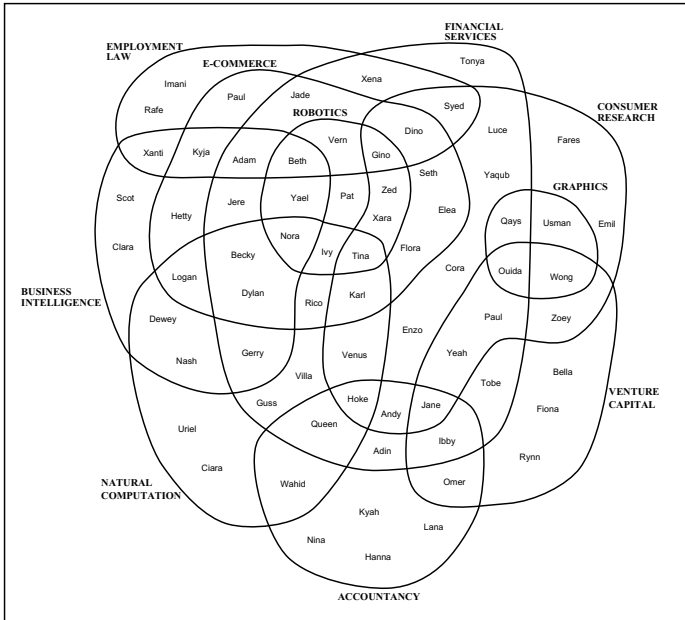 FINANCIAL
SERVICES
EMPLOYMENT
LAW
E-COMMERCE
Tonya
Xena
Imani
Paul
Jade
Rafe
Syed
CONSUMER
RESEARCH
ROBOTICS
Dino
Luce
Vern
Fares
Xanti
Kyja
Adam
Beth
Gino
Seth
Yaqub
GRAPHICS
Scot
Jere
Yael
Pat
Zed
Hetty
Elea
Xara
Qays
Usman
Emil
Clara
Nora
Becky
Ivy
Tina
Flora
Logan
Cora
Ouida
Wong
BUSINESS
INTELLIGENCE
Dylan
Rico
Karl
Dewey
Paul
Zoey
Enzo
Nash
Gerry
Venus
Yeah
Villa
Bella
Tobe
VENTURE
CAPITAL
Guss
Hoke
Jane
Andy
Fiona
Uriel
Queen
Adin
Ibby
Rynn
Ciara
NATURAL
COMPUTATION
Wahid
Omer
Kyah
Lana
Nina
Hanna
ACCOUNTANCY